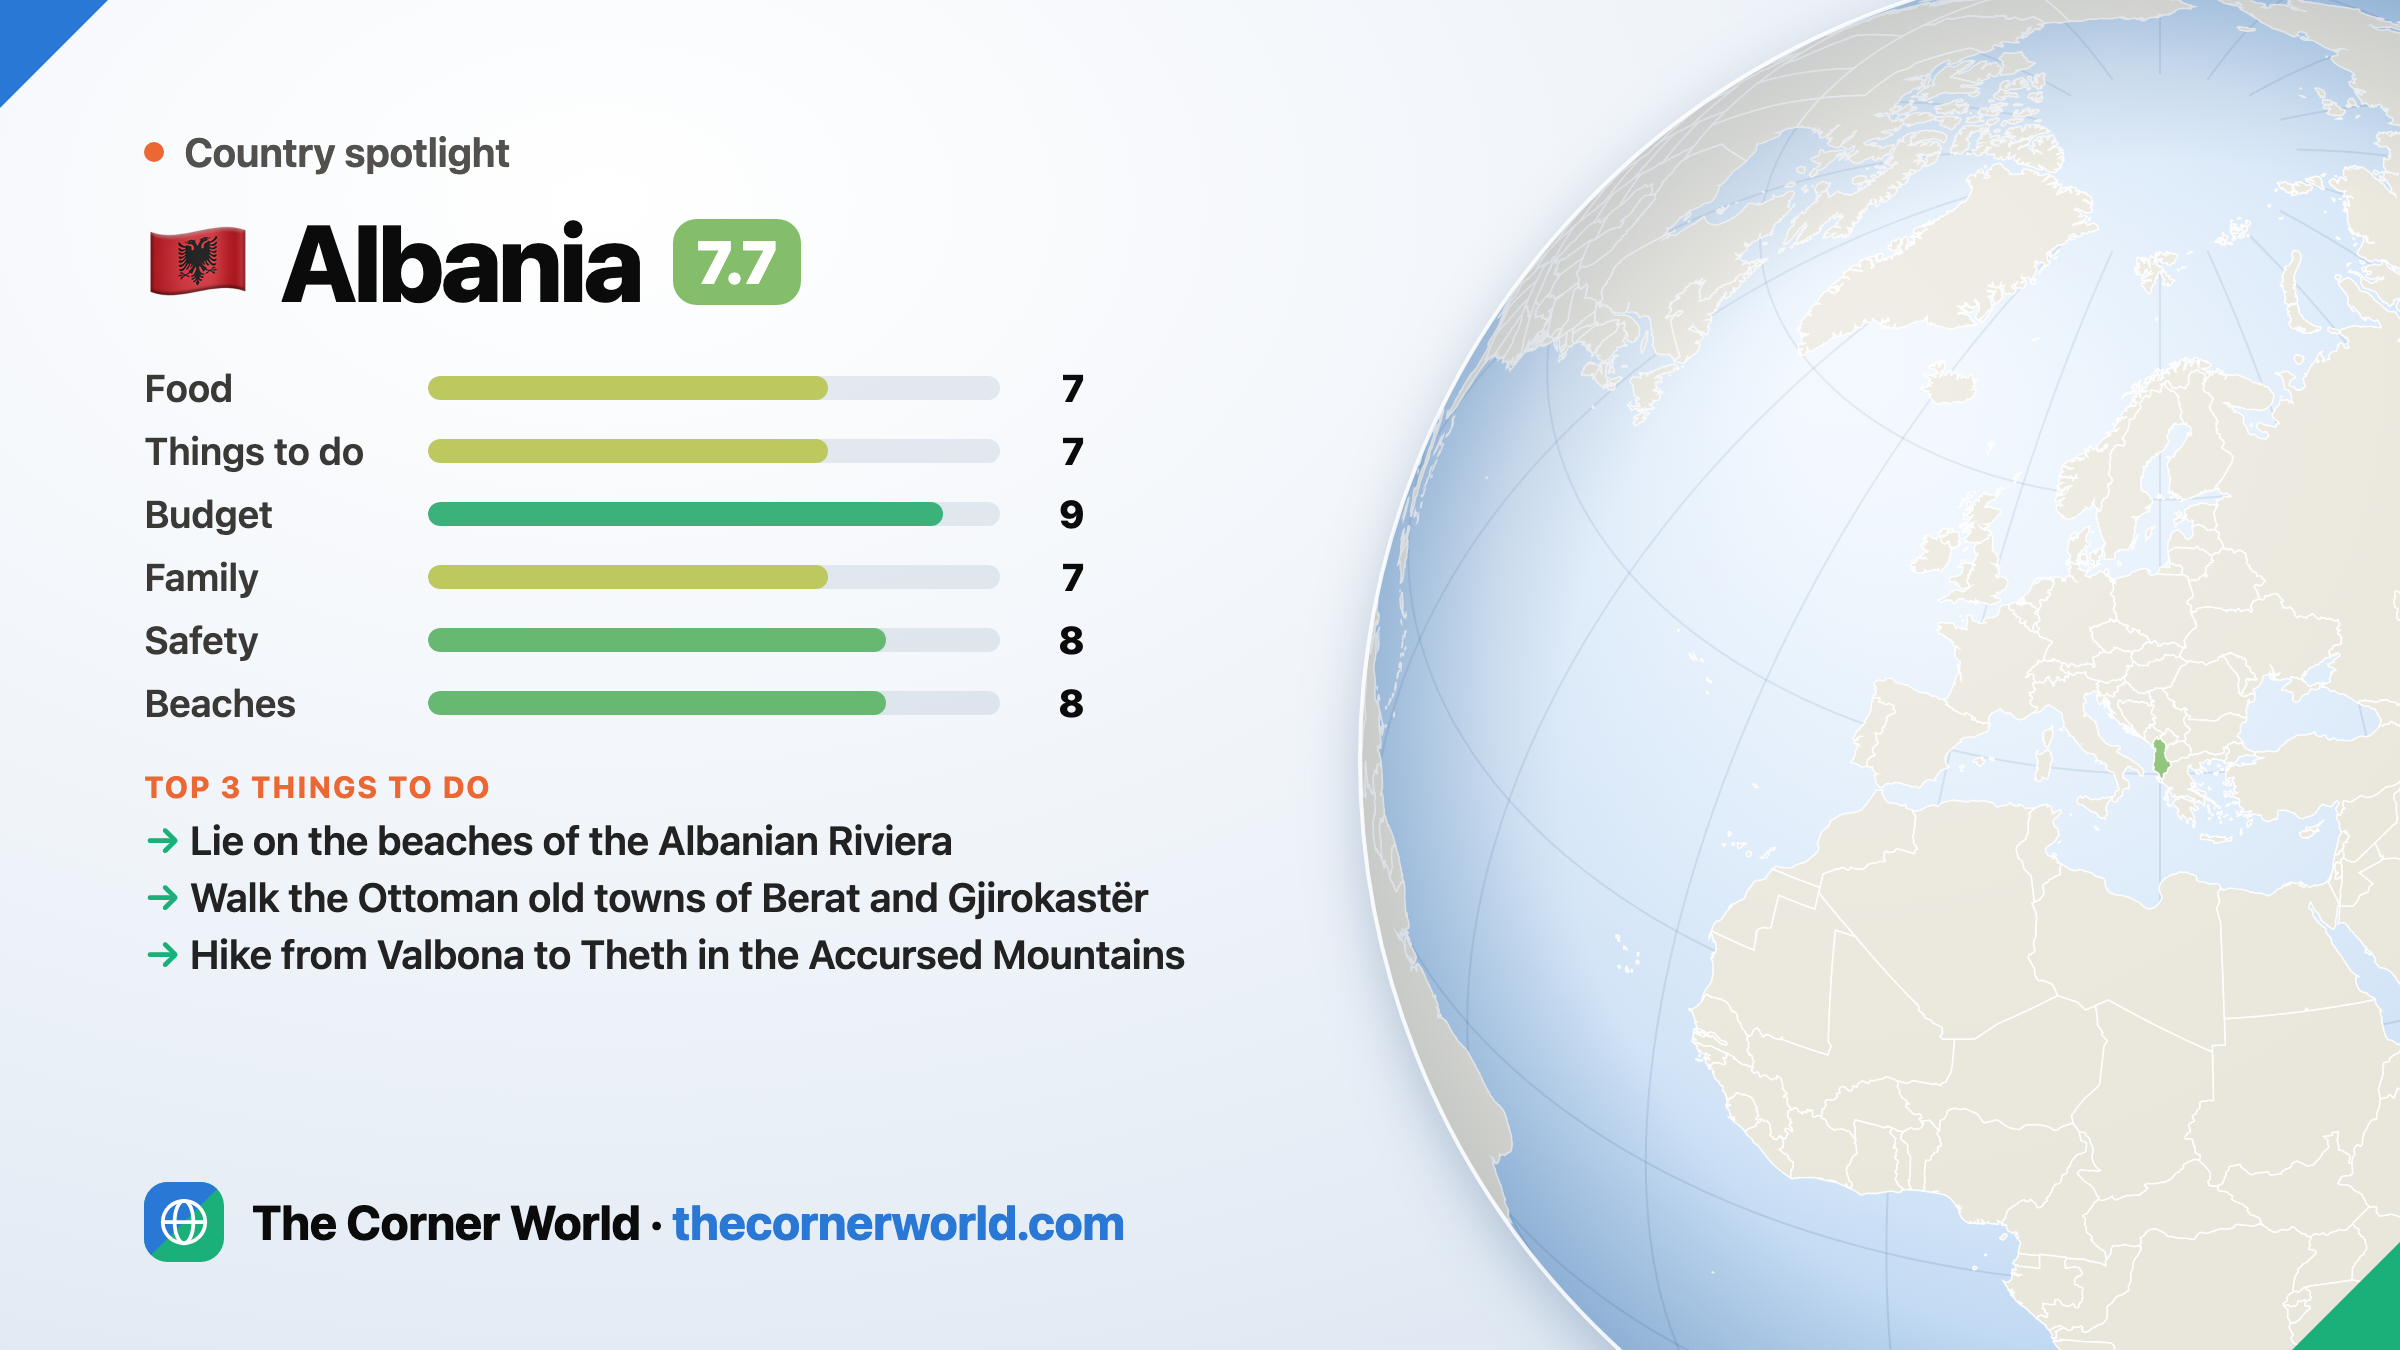 Country spotlight
Albania 7.7
Food 7
Things to do 7
Budget 9
Family 7
Safety 8
Beaches 8
TOP 3 THINGS TO DO
→ Lie on the beaches of the Albanian Riviera
→ Walk the Ottoman old towns of Berat and Gjirokastër
→ Hike from Valbona to Theth in the Accursed Mountains
The Corner World · thecornerworld.com